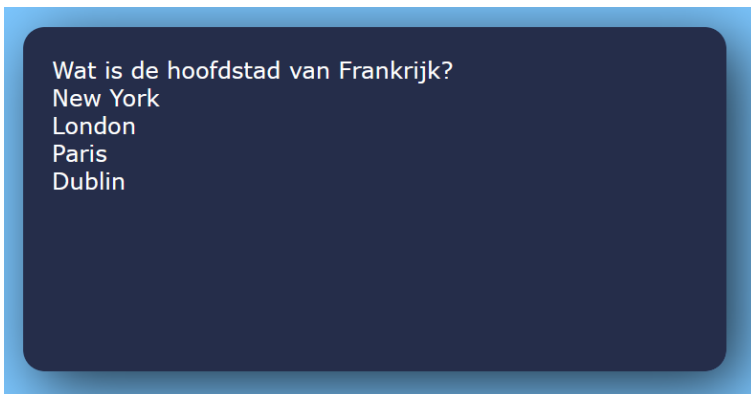 Wat is de hoofdstad van Frankrijk?
New York
London
Paris
Dublin